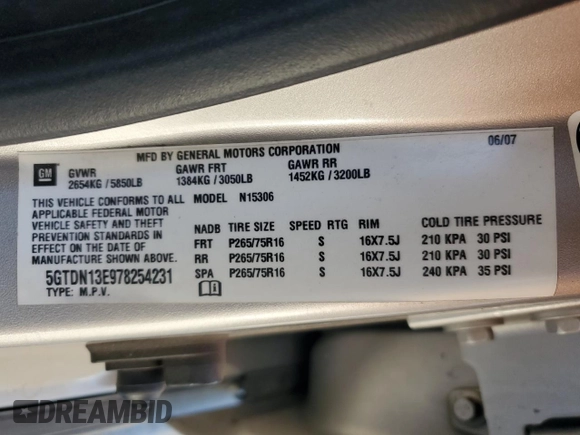 MFD BY GENERAL MOTORS CORPORATION 06/07
GM
GVWR GAWR FRT GAWR RR
2654KG / 5850LB 1384KG / 3050LB 1452KG / 3200LB
THIS VEHICLE CONFORMS TO ALL MODEL N15306
APPLICABLE FEDERAL MOTOR
VEHICLE SAFETY AND THEFT
PREVENTION STANDARDS IN
EFFECT ON THE DATE OF
MANUFACTURE SHOWN ABOVE.
5GTDN13E978254231
TYPE: M.P.V.
NADB TIRE SIZE SPEED RTG RIM COLD TIRE PRESSURE
FRT P265/75R16 S 16X7.5J 210 KPA 30 PSI
RR P265/75R16 S 16X7.5J 210 KPA 30 PSI
SPA P265/75R16 S 16X7.5J 240 KPA 35 PSI
DREAMBID